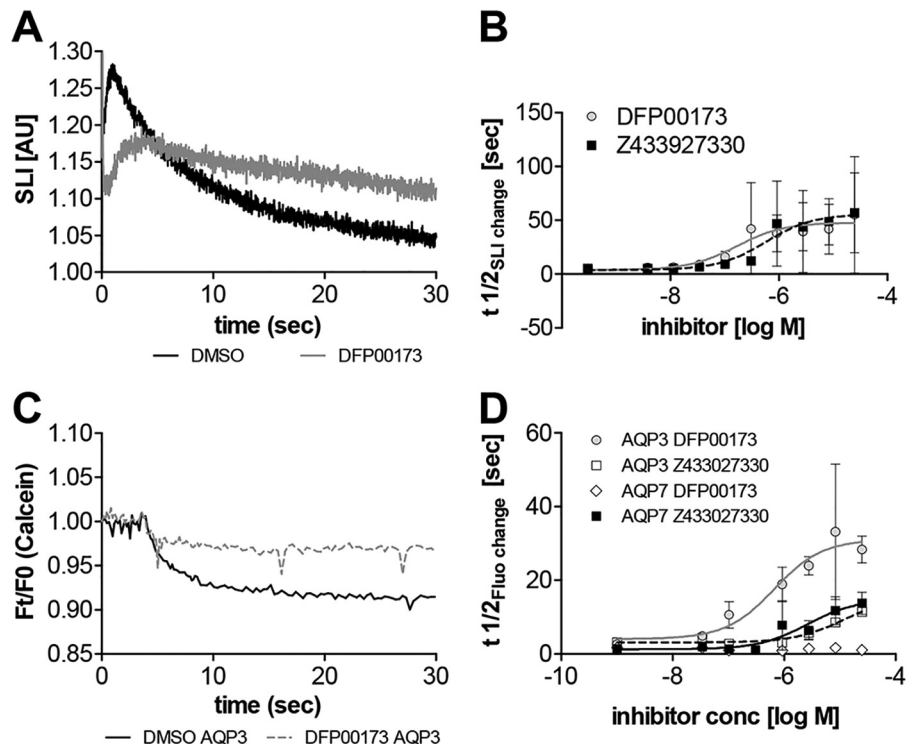 A
SLI [AU]
1.30
1.25
1.20
1.15
1.10
1.05
1.00
0 10 20 30
time (sec)
DMSO DFP00173
B
t 1/2 SLI change [sec]
150
100
50
0
-50
DFP00173
Z433927330
-8 -6 -4
inhibitor [log M]
C
Ft/F0 (Calcein)
1.10
1.05
1.00
0.95
0.90
0.85
0 10 20 30
time (sec)
DMSO AQP3 DFP00173 AQP3
D
t 1/2 Fluo change [sec]
60
40
20
0
AQP3 DFP00173
AQP3 Z433027330
AQP7 DFP00173
AQP7 Z433027330
-10 -8 -6 -4
inhibitor conc [log M]